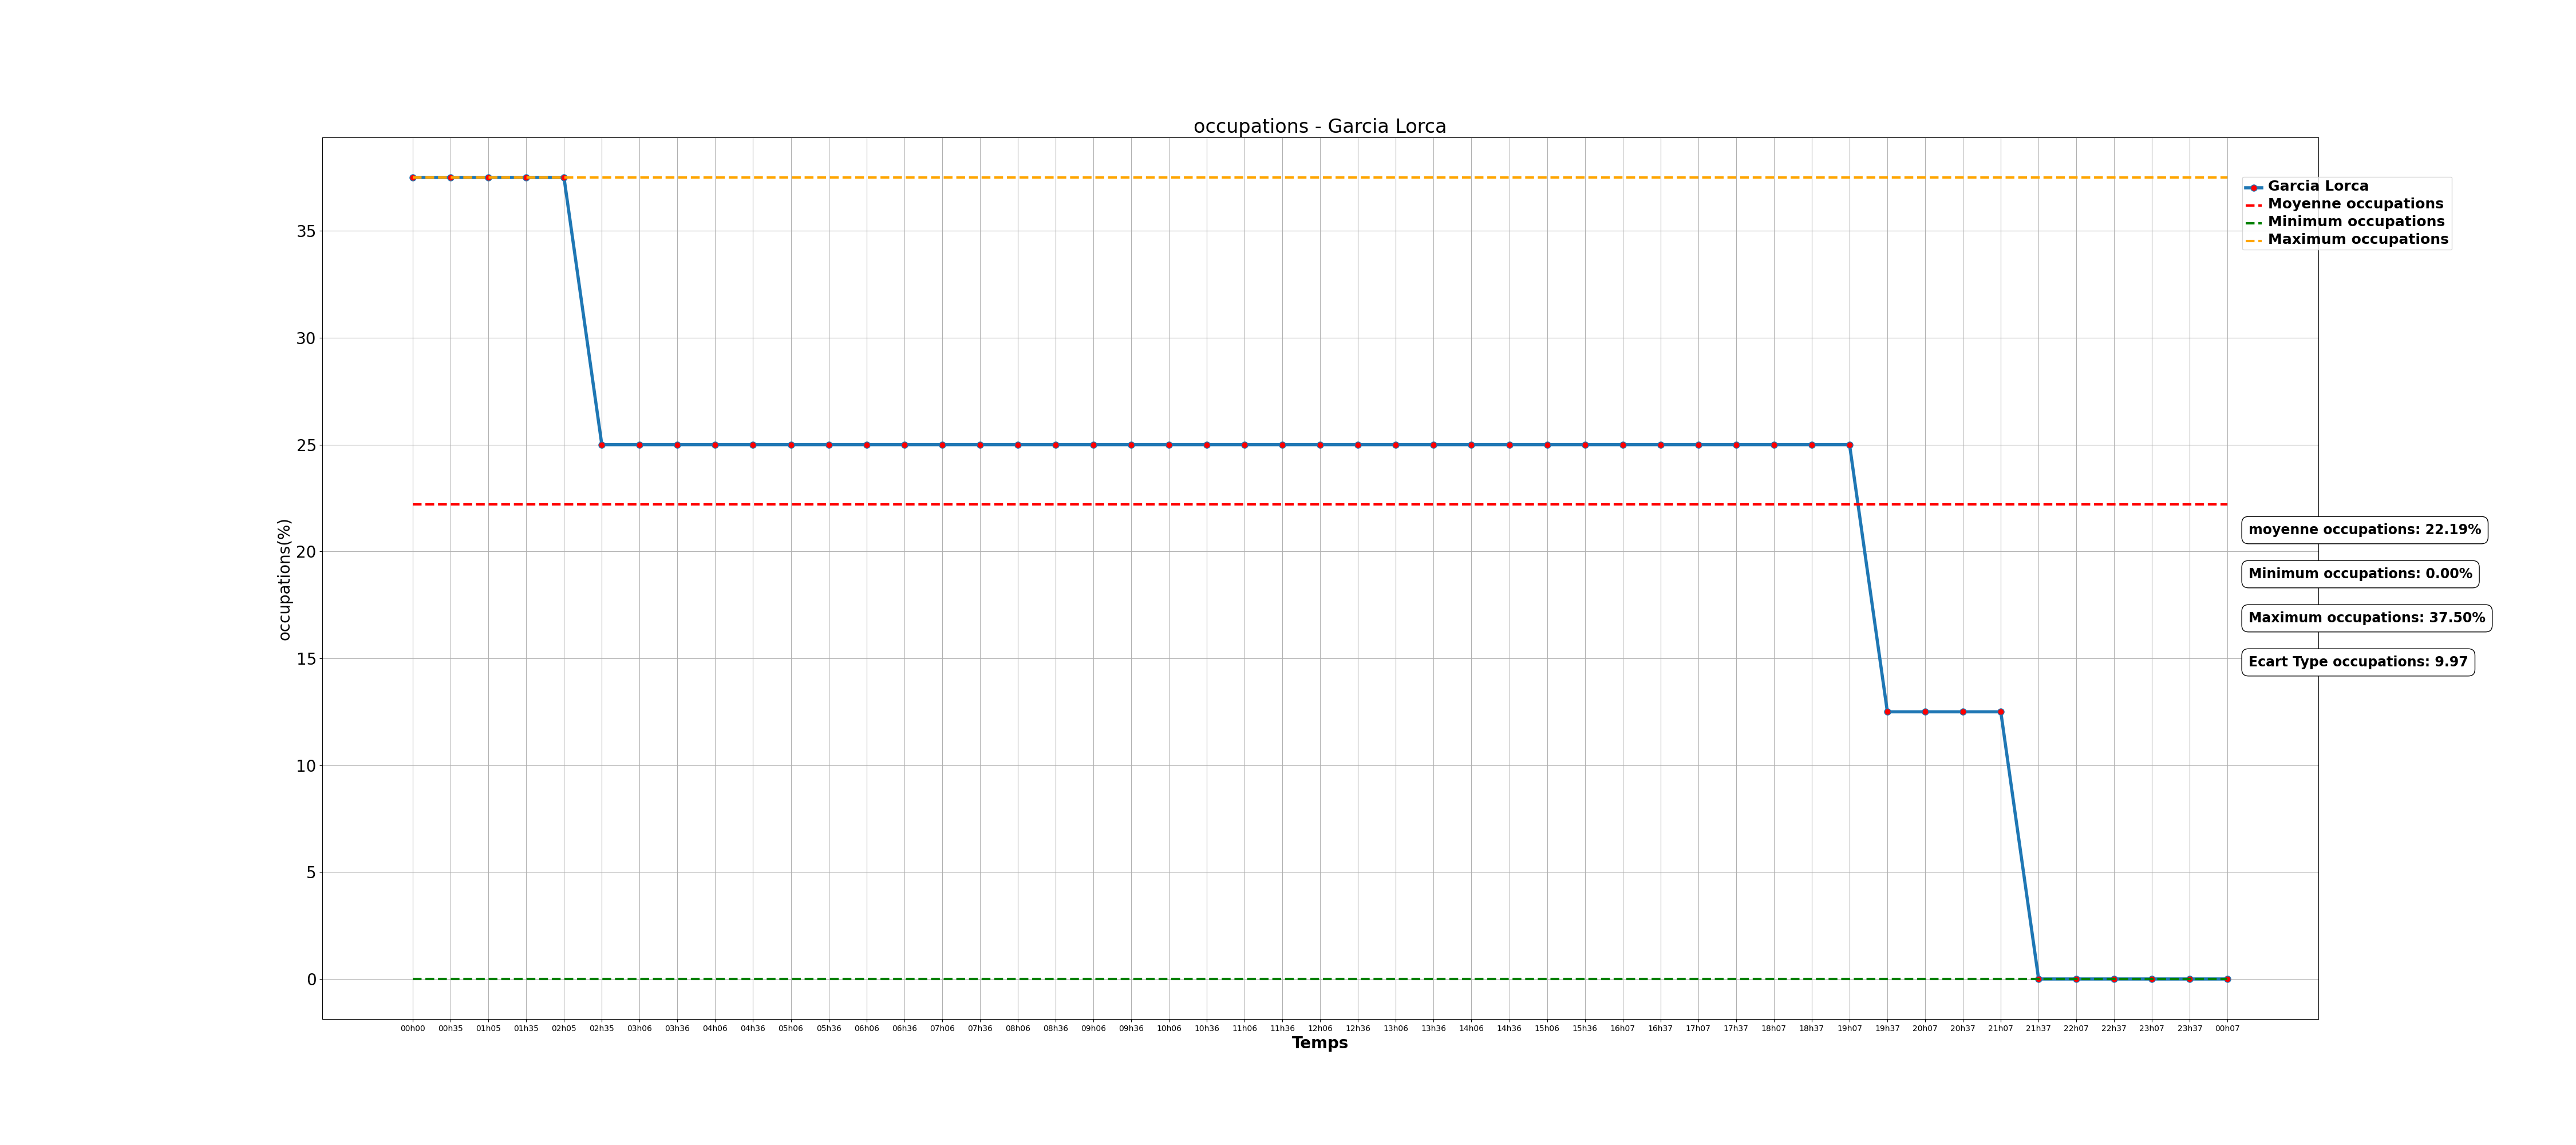 occupations - Garcia Lorca
Garcia Lorca
Moyenne occupations
Minimum occupations
Maximum occupations
35
30
25
20
15
10
5
0
occupations(%)
moyenne occupations: 22.19%
Minimum occupations: 0.00%
Maximum occupations: 37.50%
Ecart Type occupations: 9.97
00h00 00h35 01h05 01h35 02h05 02h35 03h06 03h36 04h06 04h36 05h06 05h36 06h06 06h36 07h06 07h36 08h06 08h36 09h06 09h36 10h06 10h36 11h06 11h36 12h06 12h36 13h06 13h36 14h06 14h36 15h06 15h36 16h07 16h37 17h07 17h37 18h07 18h37 19h07 19h37 20h07 20h37 21h07 21h37 22h07 22h37 23h07 23h37 00h07
Temps